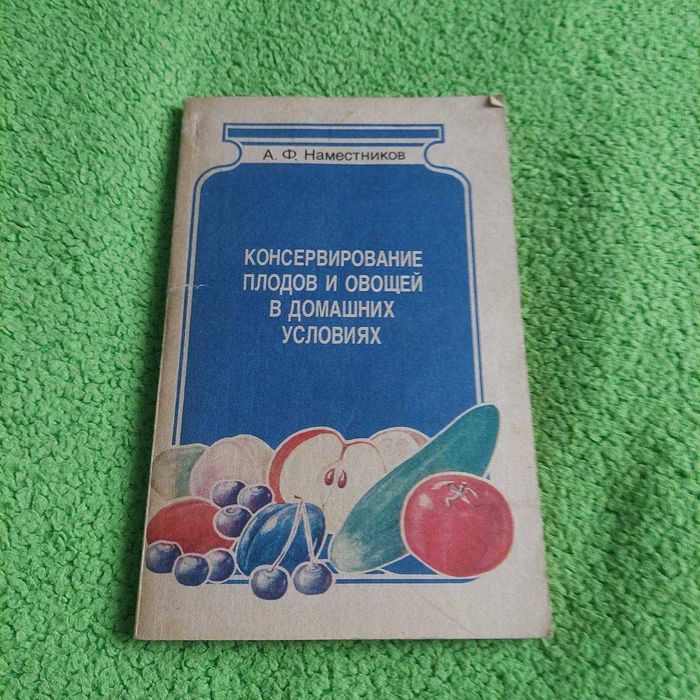 А. Ф. Наместников
КОНСЕРВИРОВАНИЕ
ПЛОДОВ И ОВОЩЕЙ
В ДОМАШНИХ
УСЛОВИЯХ